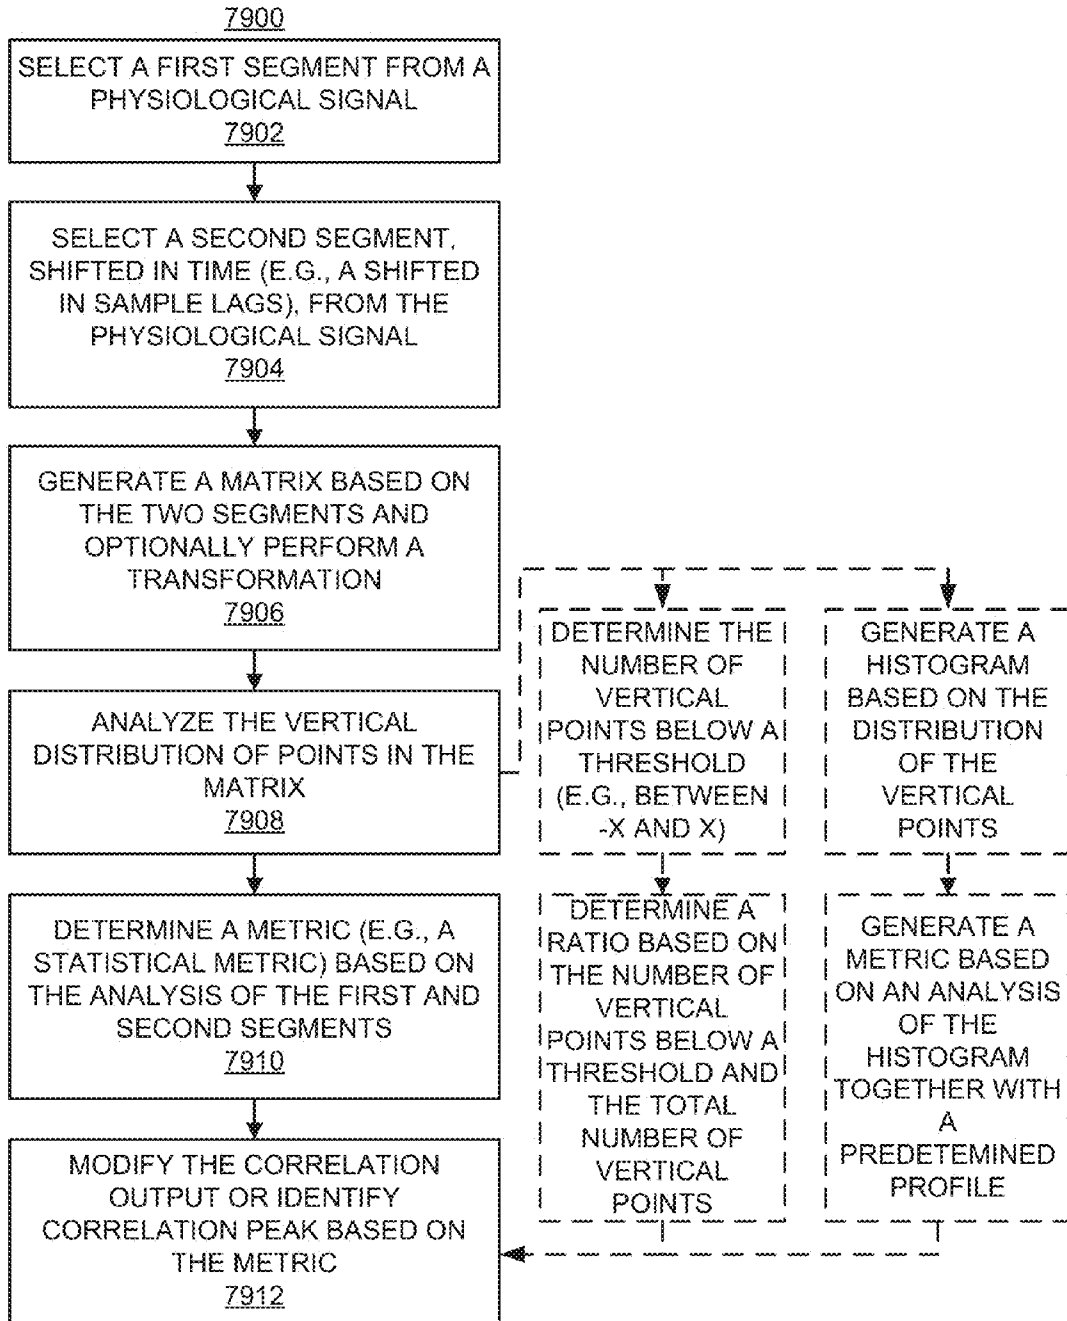 7900
SELECT A FIRST SEGMENT FROM A
PHYSIOLOGICAL SIGNAL
7902
SELECT A SECOND SEGMENT,
SHIFTED IN TIME (E.G., A SHIFTED
IN SAMPLE LAGS), FROM THE
PHYSIOLOGICAL SIGNAL
7904
GENERATE A MATRIX BASED ON
THE TWO SEGMENTS AND
OPTIONALLY PERFORM A
TRANSFORMATION
7906
ANALYZE THE VERTICAL
DISTRIBUTION OF POINTS IN THE
MATRIX
7908
DETERMINE A METRIC (E.G., A
STATISTICAL METRIC) BASED ON
THE ANALYSIS OF THE FIRST AND
SECOND SEGMENTS
7910
MODIFY THE CORRELATION
OUTPUT OR IDENTIFY
CORRELATION PEAK BASED ON
THE METRIC
7912
DETERMINE THE
NUMBER OF
VERTICAL
POINTS BELOW A
THRESHOLD
(E.G., BETWEEN
-X AND X)
DETERMINE A
RATIO BASED ON
THE NUMBER OF
VERTICAL
POINTS BELOW A
THRESHOLD AND
THE TOTAL
NUMBER OF
VERTICAL
POINTS
GENERATE A
HISTOGRAM
BASED ON THE
DISTRIBUTION
OF THE
VERTICAL
POINTS
GENERATE A
METRIC BASED
ON AN ANALYSIS
OF THE
HISTOGRAM
TOGETHER WITH
A
PREDETEMINED
PROFILE